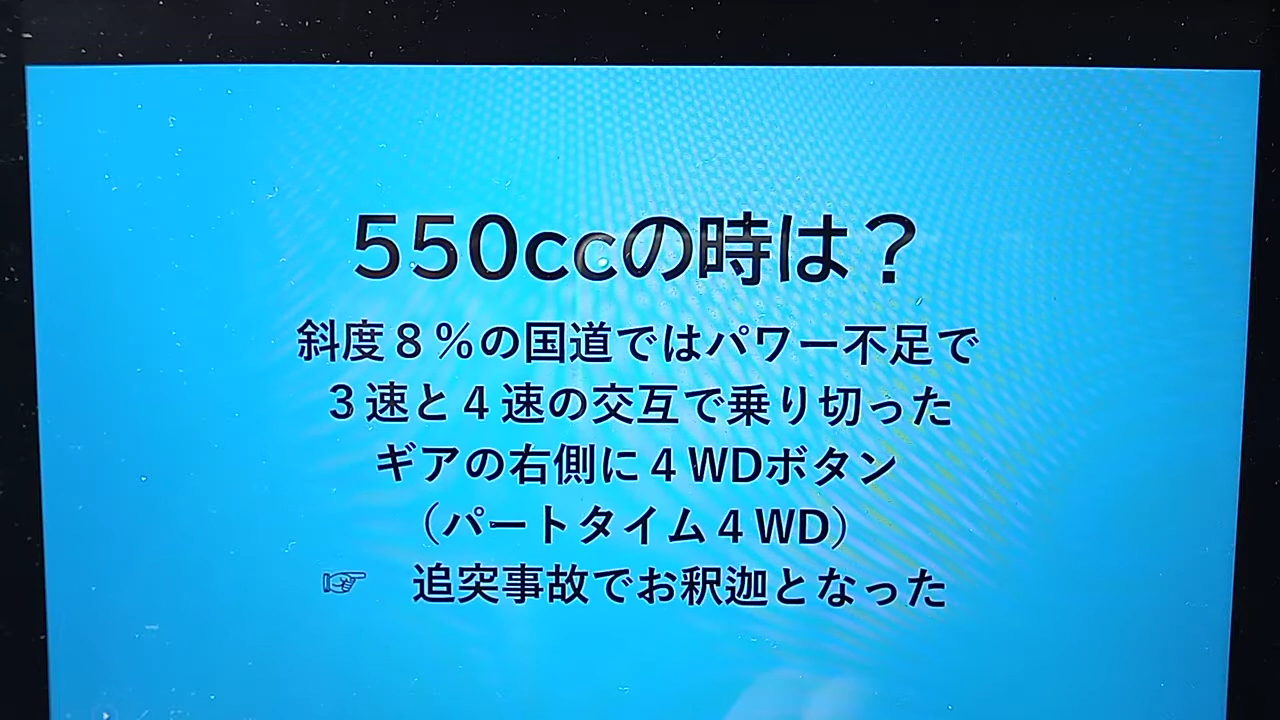 550ccの時は？
斜度８％の国道ではパワー不足で
３速と４速の交互で乗り切った
ギアの右側に４WDボタン
（パートタイム４WD）
☞　追突事故でお釈迦となった